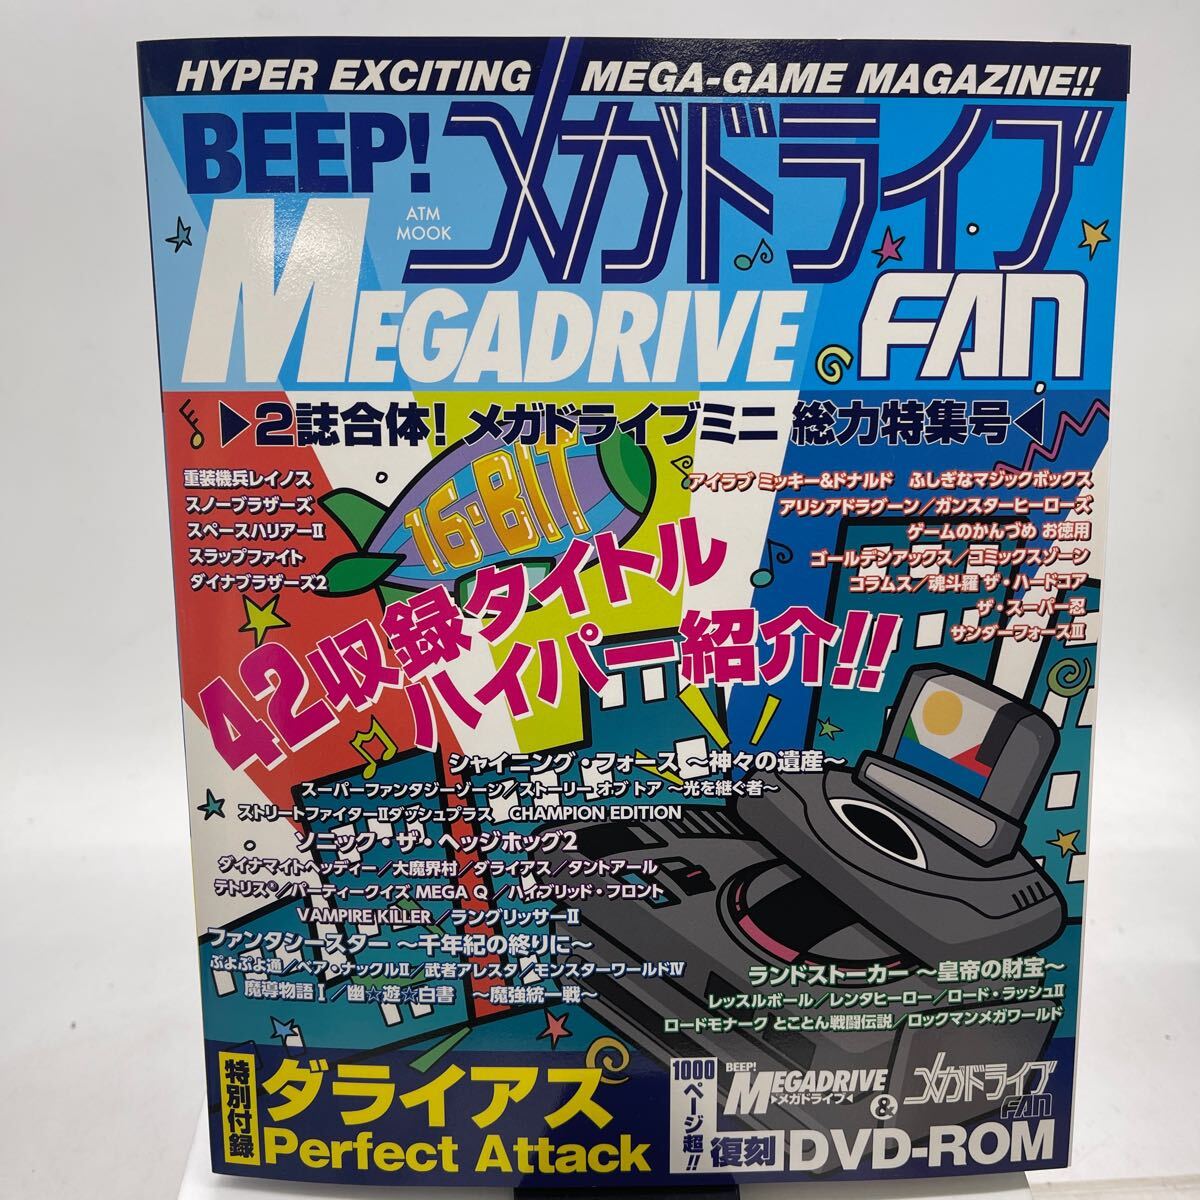 HYPER EXCITING MEGA-GAME MAGAZINE!!
BEEP! メガドライブ
ATM
MOOK
MEGADRIVE FAN
▶2誌合体! メガドライブミニ 総力特集号◀
重装機兵レイノス
スノーブラザーズ
スペースハリアーII
スラップファイト
ダイナブラザーズ2
アイラブ ミッキー&ドナルド ふしぎなマジックボックス
アリシアドラグーン/ガンスターヒーローズ
ゲームのかんづめ お徳用
ゴールデンアックス/コミックスゾーン
コラムス/魂斗羅 ザ・ハードコア
ザ・スーパー忍
サンダーフォースIII
16-BIT
42収録タイトル
ハイパー紹介!!
シャイニング・フォース 〜神々の遺産〜
スーパーファンタジーゾーン/ストーリー オブ トア 〜光を継ぐ者〜
ストリートファイターIIダッシュプラス CHAMPION EDITION
ソニック・ザ・ヘッジホッグ2
ダイナマイトヘッディー/大魔界村/ダライアス/タントアール
テトリス®/パーティークイズ MEGA Q/ハイブリッド・フロント
VAMPIRE KILLER/ラングリッサーII
ファンタシースター 〜千年紀の終りに〜
ぷよぷよ通/ベア・ナックルII/武者アレスタ/モンスターワールドIV
魔導物語I/幽☆遊☆白書 〜魔強統一戦〜
ランドストーカー 〜皇帝の財宝〜
レッスルボール/レンタヒーロー/ロード・ラッシュII
ロードモナーク とことん戦闘伝説/ロックマンメガワールド
特別付録
ダライアス
Perfect Attack
1000ページ超!!
復刻
BEEP!
MEGADRIVE
▶メガドライブ◀
&
メガドライブ
FAN
DVD-ROM